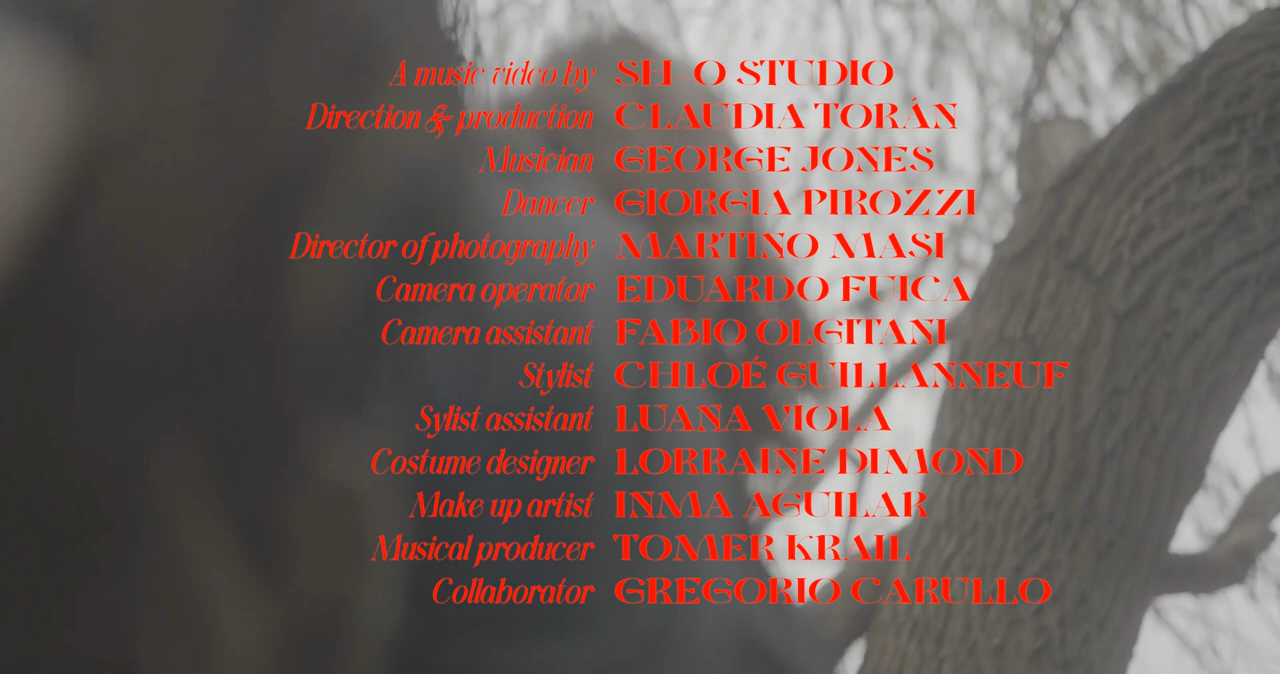 A music video by SH-O STUDIO
Direction & production CLAUDIA TORÁN
Musician GEORGE JONES
Dancer GIORGIA PIROZZI
Director of photography MARTINO MASI
Camera operator EDUARDO FUICA
Camera assistant FABIO OLGITANI
Stylist CHLOÉ GUILLANNEUF
Sylist assistant LUANA VIOLA
Costume designer LORRAINE DIMOND
Make up artist INMA AGUILAR
Musical producer TOMER KRAIL
Collaborator GREGORIO CARULLO